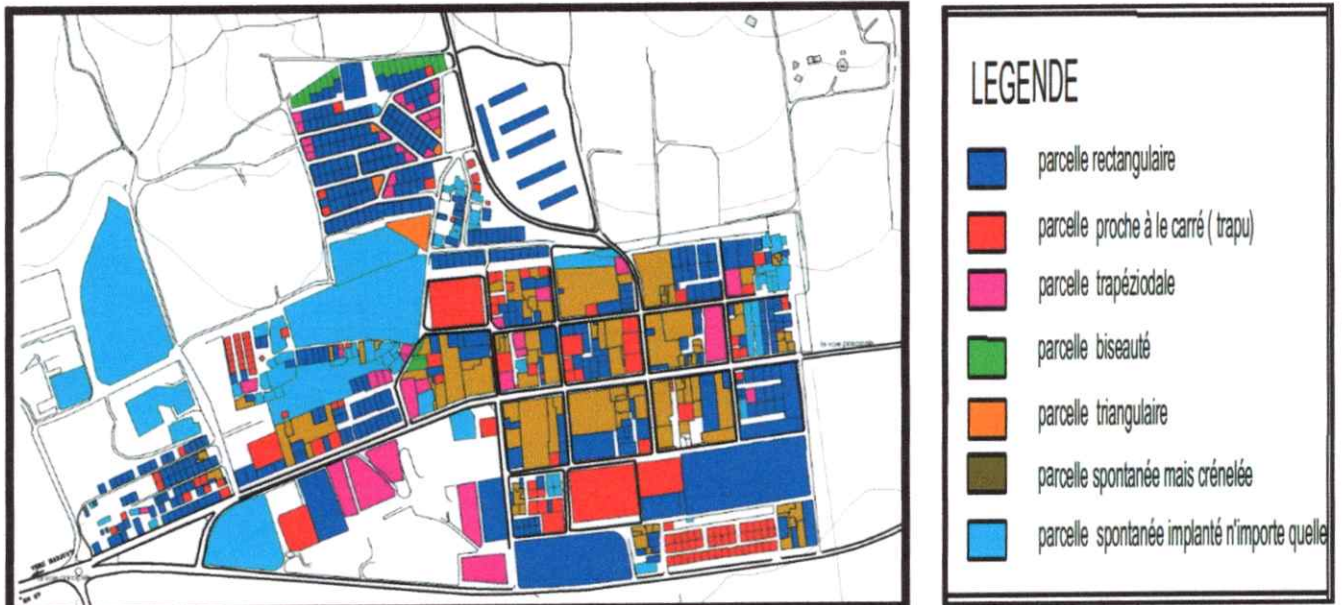 LEGENDE
parcelle rectangulaire
parcelle proche à le carré ( trapu)
parcelle trapéziodale
parcelle biseauté
parcelle triangulaire
parcelle spontanée mais crénelée
parcelle spontanée implanté n'importe quelle